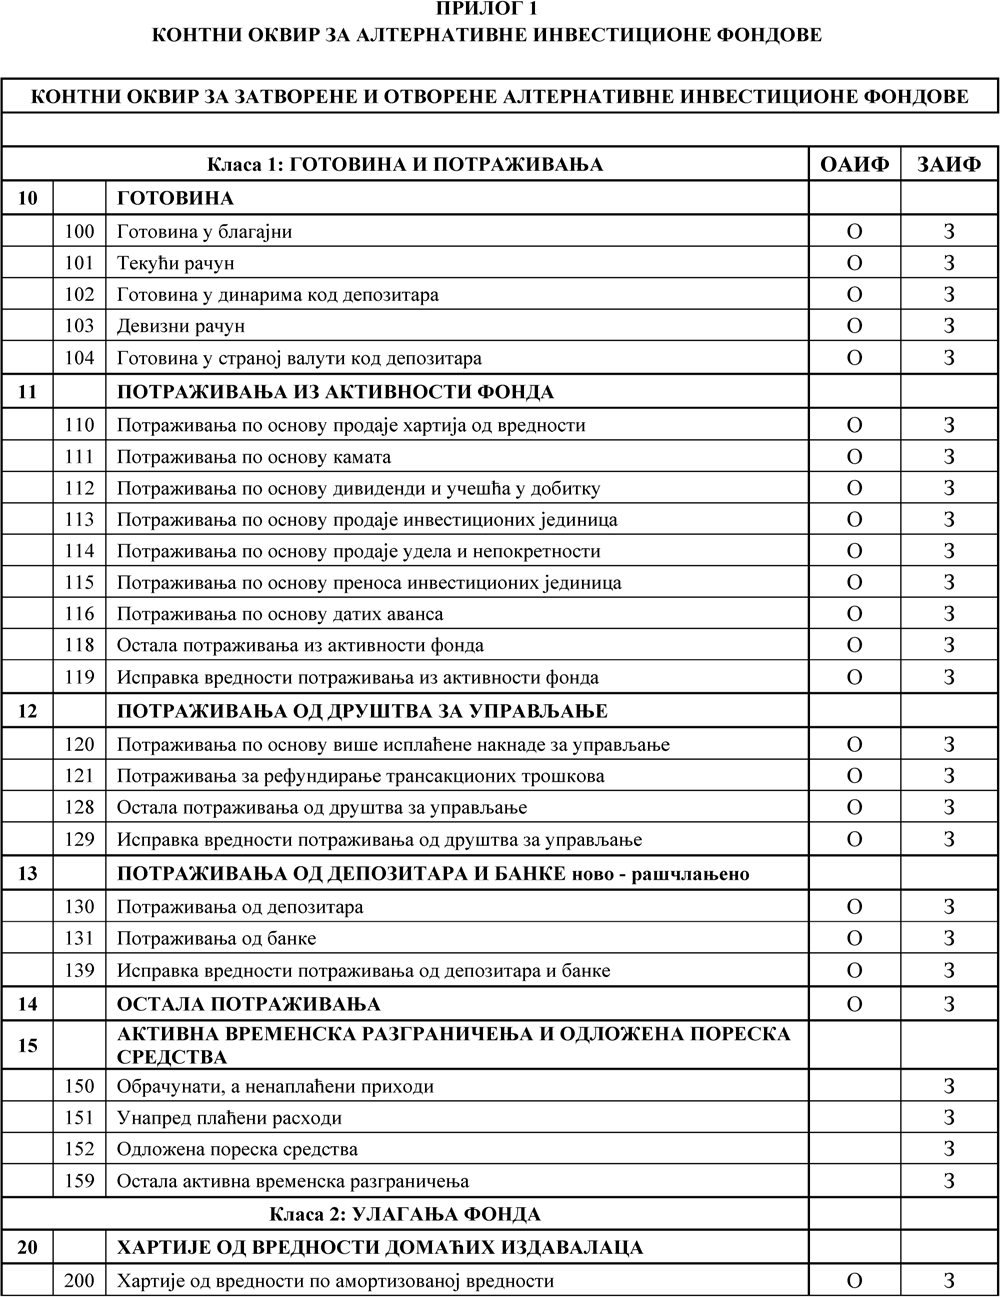 ПРИЛОГ 1
КОНТНИ ОКВИР ЗА АЛТЕРНАТИВНЕ ИНВЕСТИЦИОНЕ ФОНДОВЕ
КОНТНИ ОКВИР ЗА ЗАТВОРЕНЕ И ОТВОРЕНЕ АЛТЕРНАТИВНЕ ИНВЕСТИЦИОНЕ ФОНДОВЕ
Класа 1: ГОТОВИНА И ПОТРАЖИВАЊА ОАИФ ЗАИФ
10 ГОТОВИНА
100 Готовина у благајни О З
101 Текући рачун О З
102 Готовина у динарима код депозитара О З
103 Девизни рачун О З
104 Готовина у страној валути код депозитара О З
11 ПОТРАЖИВАЊА ИЗ АКТИВНОСТИ ФОНДА
110 Потраживања по основу продаје хартија од вредности О З
111 Потраживања по основу камата О З
112 Потраживања по основу дивиденди и учешћа у добитку О З
113 Потраживања по основу продаје инвестиционих јединица О З
114 Потраживања по основу продаје удела и непокретности О З
115 Потраживања по основу преноса инвестиционих јединица О З
116 Потраживања по основу датих аванса О З
118 Остала потраживања из активности фонда О З
119 Исправка вредности потраживања из активности фонда О З
12 ПОТРАЖИВАЊА ОД ДРУШТВА ЗА УПРАВЉАЊЕ
120 Потраживања по основу више исплаћене накнаде за управљање О З
121 Потраживања за рефундирање трансакционих трошкова О З
128 Остала потраживања од друштва за управљање О З
129 Исправка вредности потраживања од друштва за управљање О З
13 ПОТРАЖИВАЊА ОД ДЕПОЗИТАРА И БАНКЕ ново - рашчлањено
130 Потраживања од депозитара О З
131 Потраживања од банке О З
139 Исправка вредности потраживања од депозитара и банке О З
14 ОСТАЛА ПОТРАЖИВАЊА О З
15 АКТИВНА ВРЕМЕНСКА РАЗГРАНИЧЕЊА И ОДЛОЖЕНА ПОРЕСКА
СРЕДСТВА
150 Обрачунати, а ненаплаћени приходи З
151 Унапред плаћени расходи З
152 Одложена пореска средства З
159 Остала активна временска разграничења З
Класа 2: УЛАГАЊА ФОНДА
20 ХАРТИЈЕ ОД ВРЕДНОСТИ ДОМАЋИХ ИЗДАВАЛАЦА
200 Хартије од вредности по амортизованој вредности О З